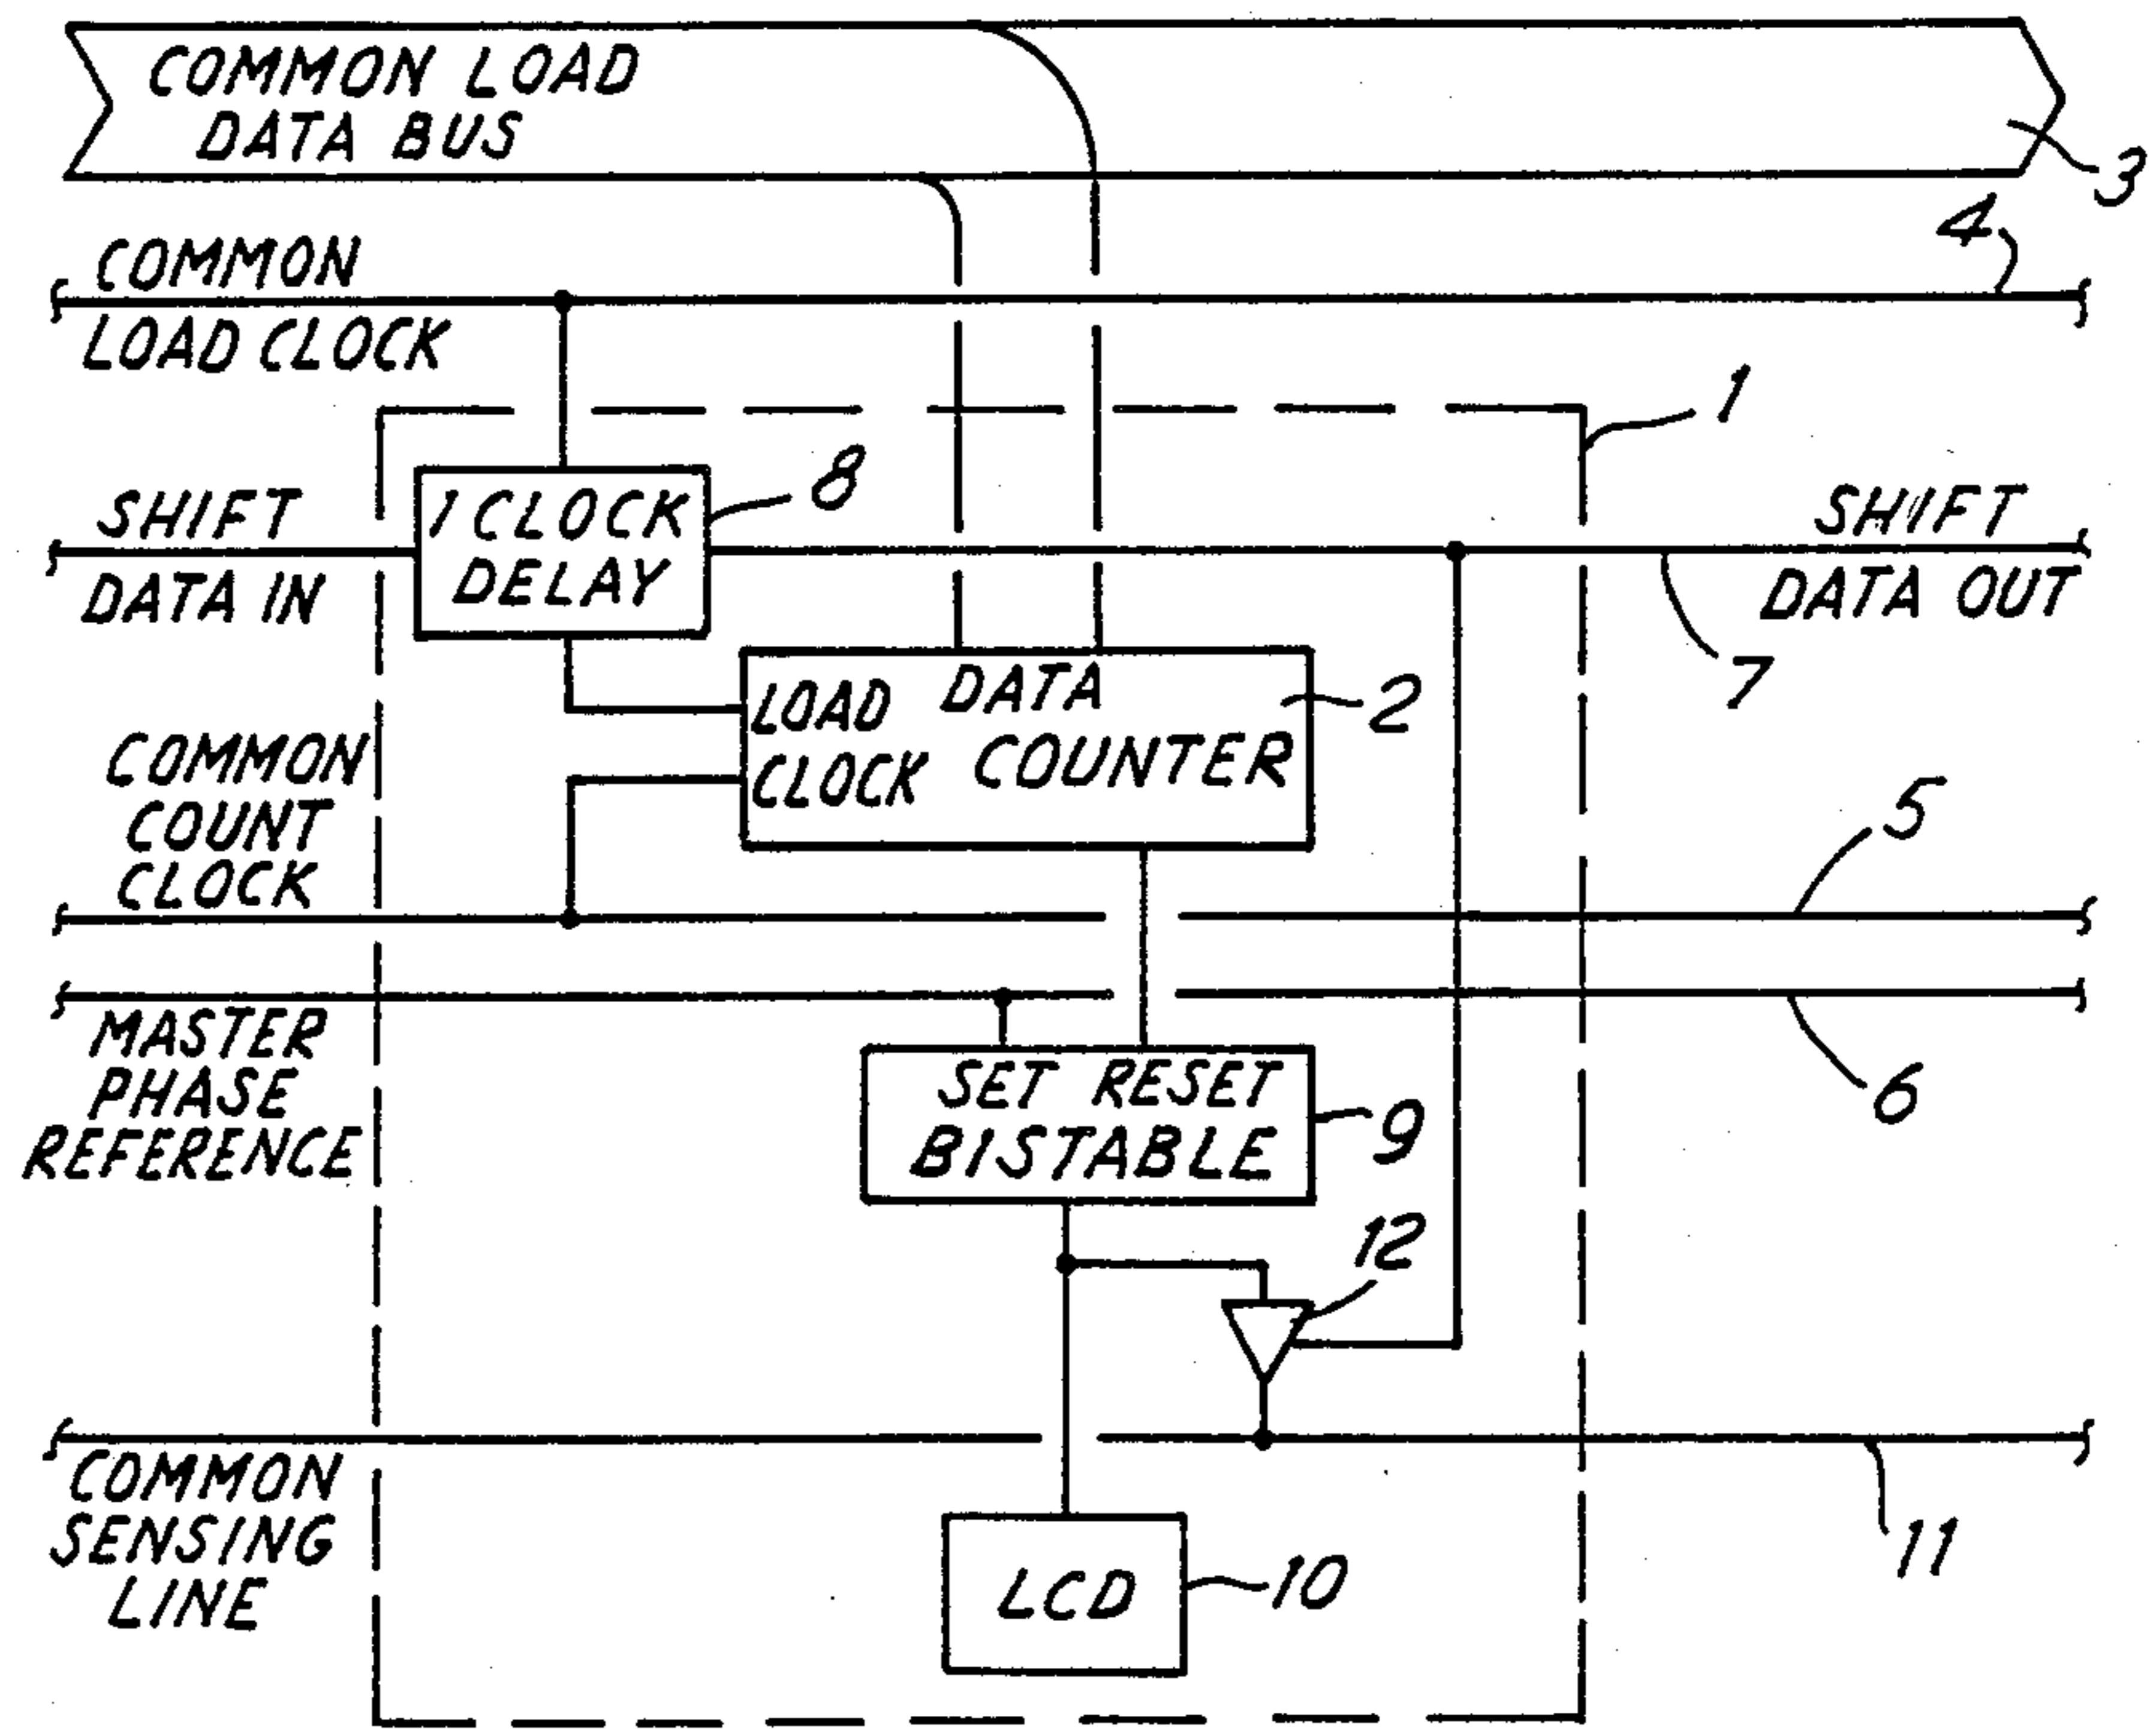 COMMON LOAD
DATA BUS
3
4
COMMON
LOAD CLOCK
1
8
SHIFT
DATA IN
1 CLOCK
DELAY
SHIFT
DATA OUT
7
LOAD DATA
CLOCK COUNTER
2
COMMON
COUNT
CLOCK
5
MASTER
PHASE
REFERENCE
6
SET RESET
BISTABLE
9
12
COMMON
SENSING
LINE
11
LCD
10